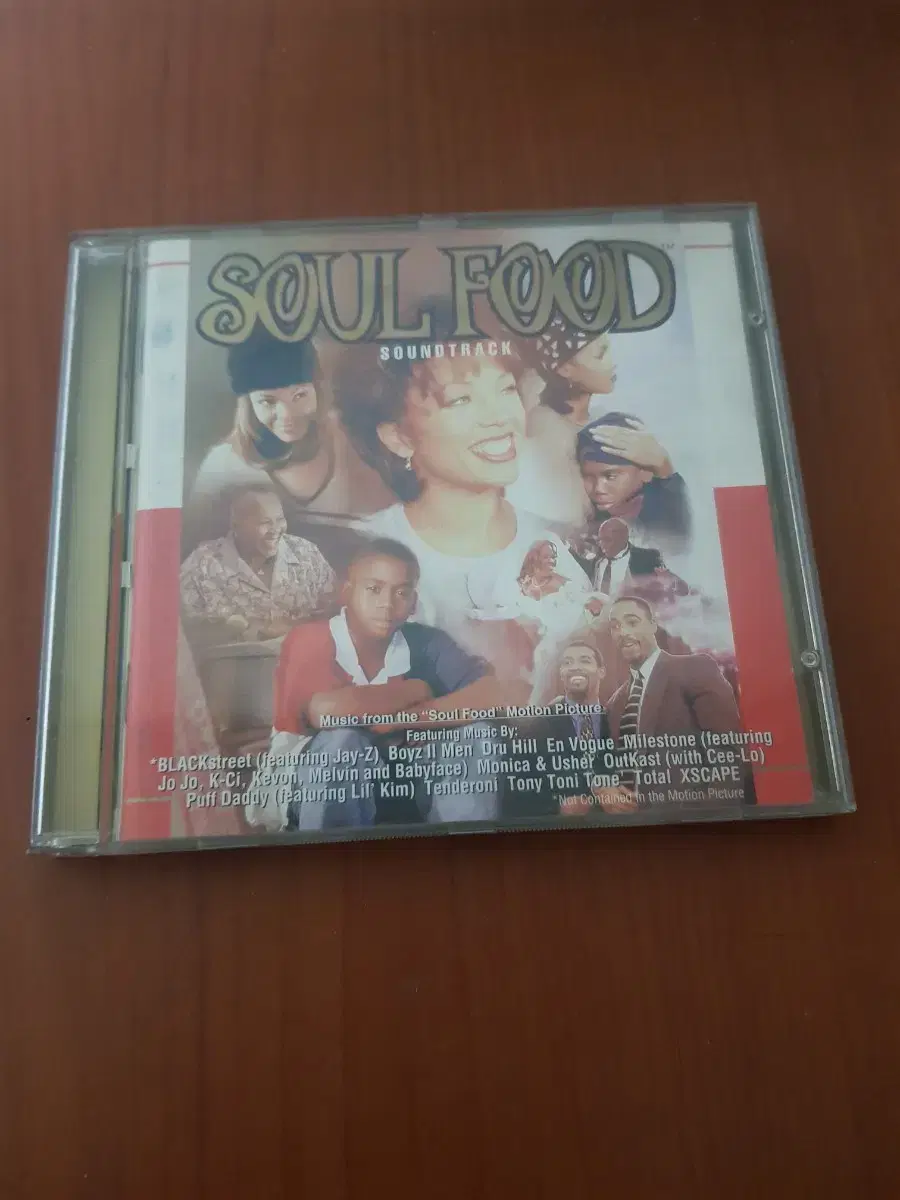 SOUL FOOD™
SOUNDTRACK
Music from the "Soul Food" Motion Picture
Featuring Music By:
*BLACKstreet (featuring Jay-Z) Boyz II Men Dru Hill En Vogue Milestone (featuring
Jo Jo, K-Ci, Kevon, Melvin and Babyface) Monica & Usher OutKast (with Cee-Lo)
Puff Daddy (featuring Lil' Kim) Tenderoni Tony Toni Tone' Total XSCAPE
*Not Contained in the Motion Picture